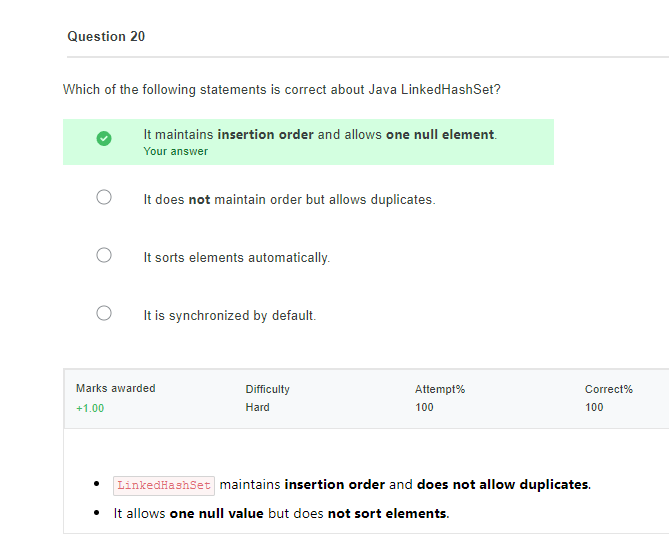 Question 20
Which of the following statements is correct about Java LinkedHashSet?
It maintains insertion order and allows one null element.
Your answer
It does not maintain order but allows duplicates.
It sorts elements automatically.
It is synchronized by default.
Marks awarded Difficulty Attempt% Correct%
+1.00 Hard 100 100
• LinkedHashSet maintains insertion order and does not allow duplicates.
• It allows one null value but does not sort elements.